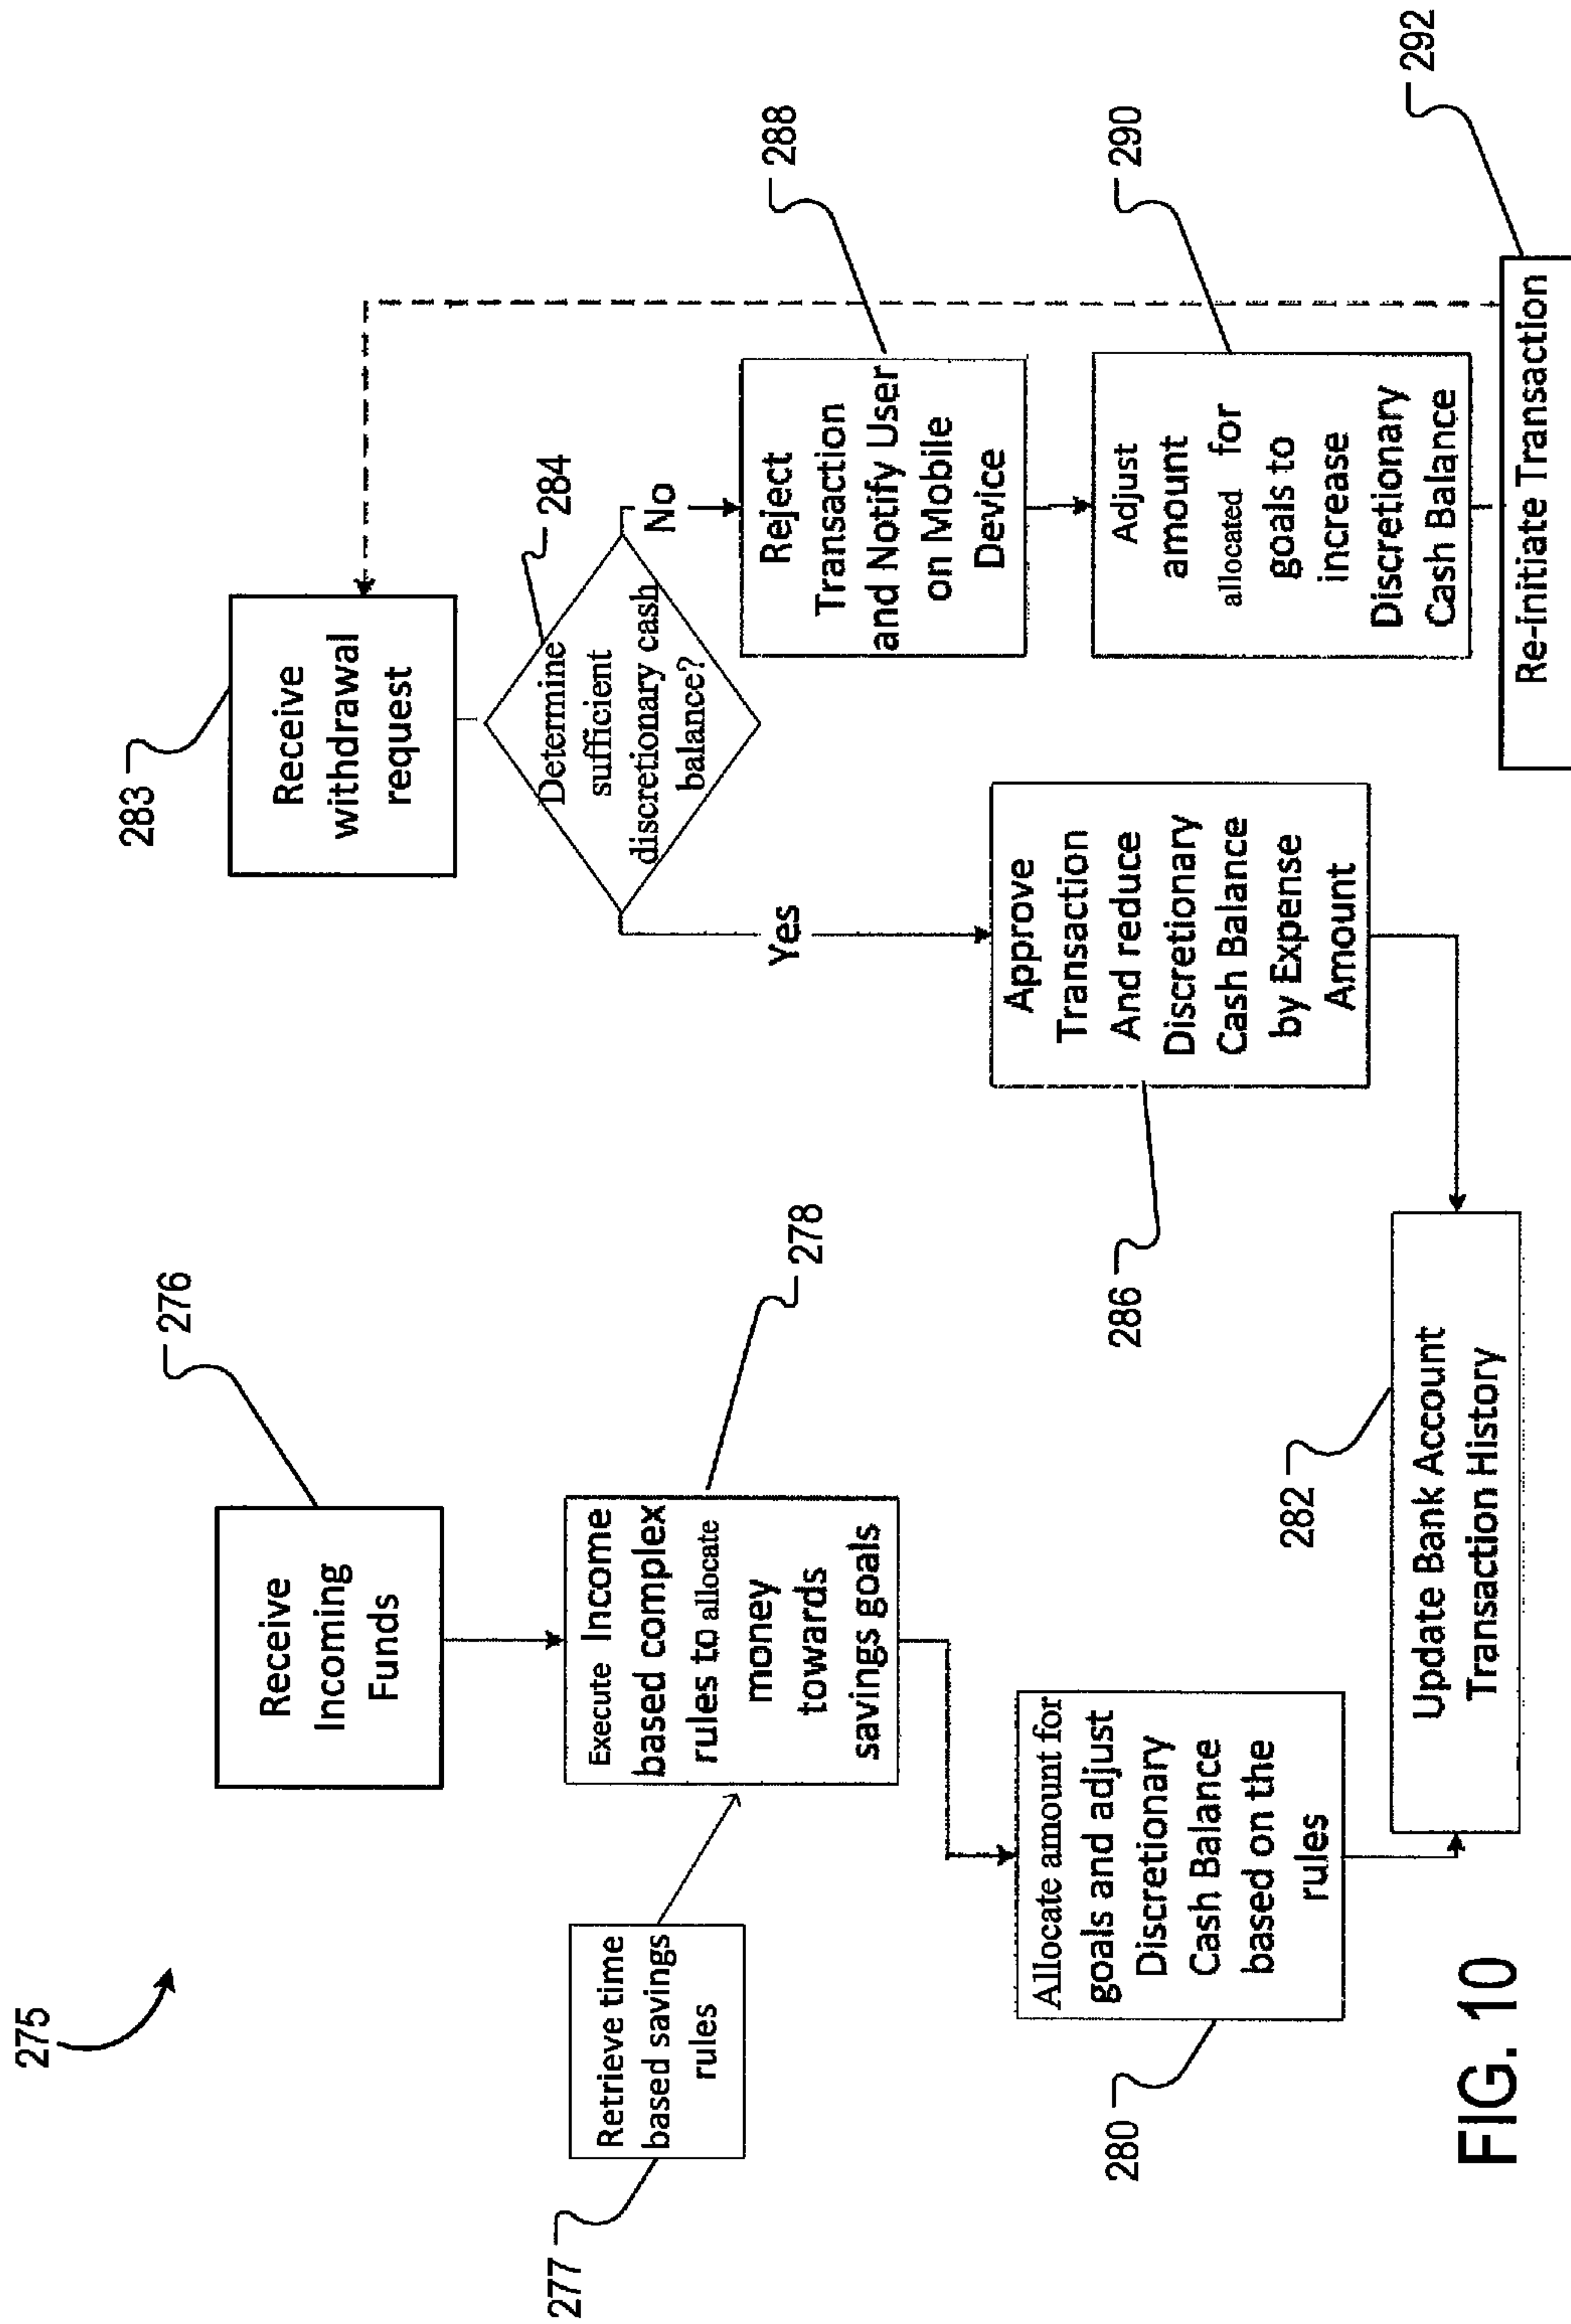 275
276
Receive
Incoming
Funds
277
Retrieve time
based savings
rules
278
Execute Income
based complex
rules to allocate
money
towards
savings goals
280
Allocate amount for
goals and adjust
Discretionary
Cash Balance
based on the
rules
282
Update Bank Account
Transaction History
283
Receive
withdrawal
request
284
Determine
sufficient
discretionary cash
balance?
Yes
No
286
Approve
Transaction
And reduce
Discretionary
Cash Balance
by Expense
Amount
288
Reject
Transaction
and Notify User
on Mobile
Device
290
Adjust
amount
allocated for
goals to
increase
Discretionary
Cash Balance
292
Re-initiate Transaction
FIG. 10